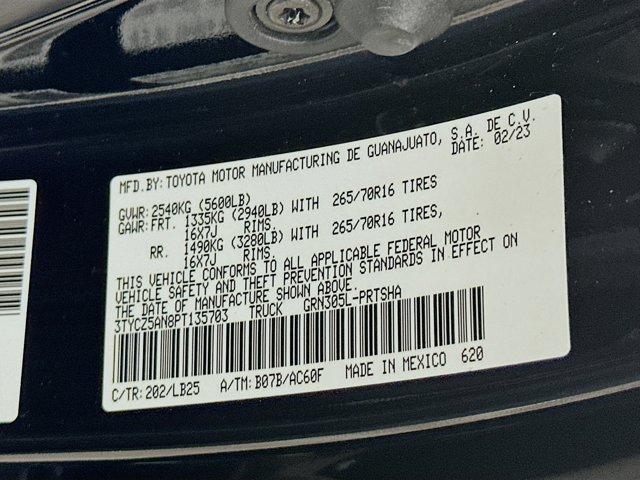 MFD.BY:TOYOTA MOTOR MANUFACTURING DE GUANAJUATO, S.A. DE C.V.
DATE: 02/23
GVWR:2540KG (5600LB)
GAWR:FRT. 1335KG (2940LB) WITH 265/70R16 TIRES
16X7J RIMS.
RR. 1490KG (3280LB) WITH 265/70R16 TIRES,
16X7J RIMS.
THIS VEHICLE CONFORMS TO ALL APPLICABLE FEDERAL MOTOR
VEHICLE SAFETY AND THEFT PREVENTION STANDARDS IN EFFECT ON
THE DATE OF MANUFACTURE SHOWN ABOVE.
3TYCZ5AN8PT135703 TRUCK GRN305L-PRTSHA
C/TR:202/LB25 A/TM:B07B/AC60F MADE IN MEXICO 620